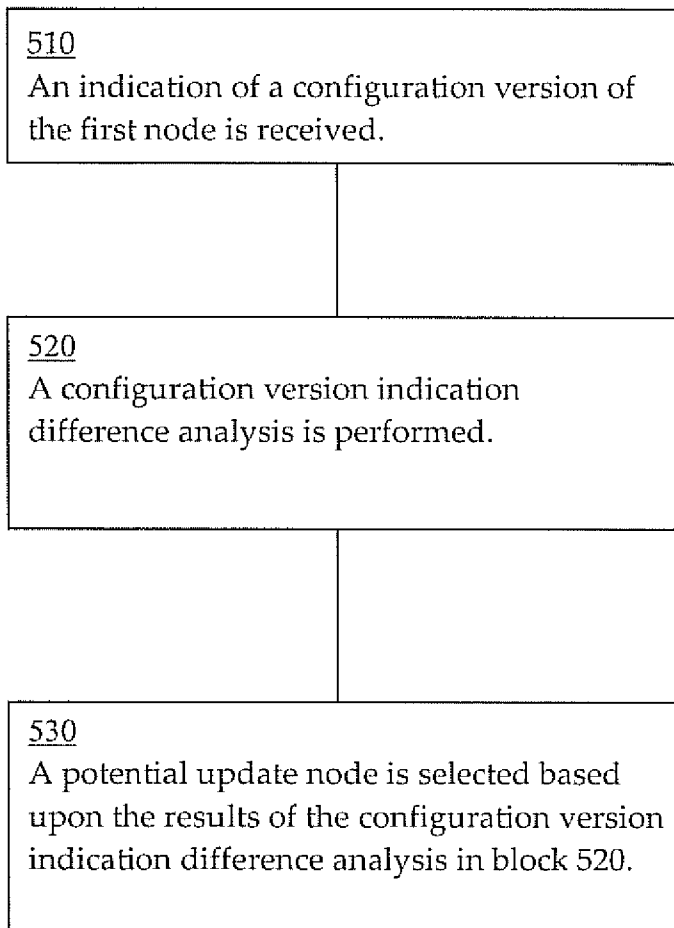 510
An indication of a configuration version of
the first node is received.
520
A configuration version indication
difference analysis is performed.
530
A potential update node is selected based
upon the results of the configuration version
indication difference analysis in block 520.